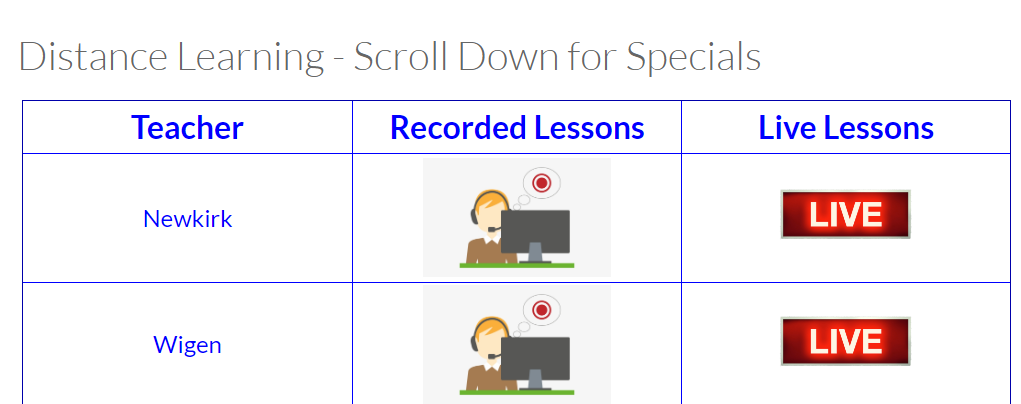 Distance Learning - Scroll Down for Specials
Teacher Recorded Lessons Live Lessons
Newkirk LIVE
Wigen LIVE